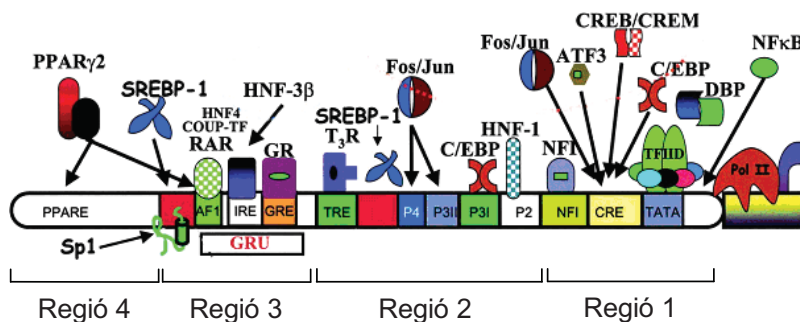 PPARγ2
SREBP-1
HNF4
COUP-TF
RAR
HNF-3β
GR
SREBP-1
T3R
Fos/Jun
C/EBP
HNF-1
Fos/Jun
NFI
ATF3
CREB/CREM
C/EBP
DBP
NFκB
TFIID
Pol II
PPARE
AF1
IRE
GRE
TRE
P4
P3II
P3I
P2
NFI
CRE
TATA
Sp1
GRU
Regió 4
Regió 3
Regió 2
Regió 1